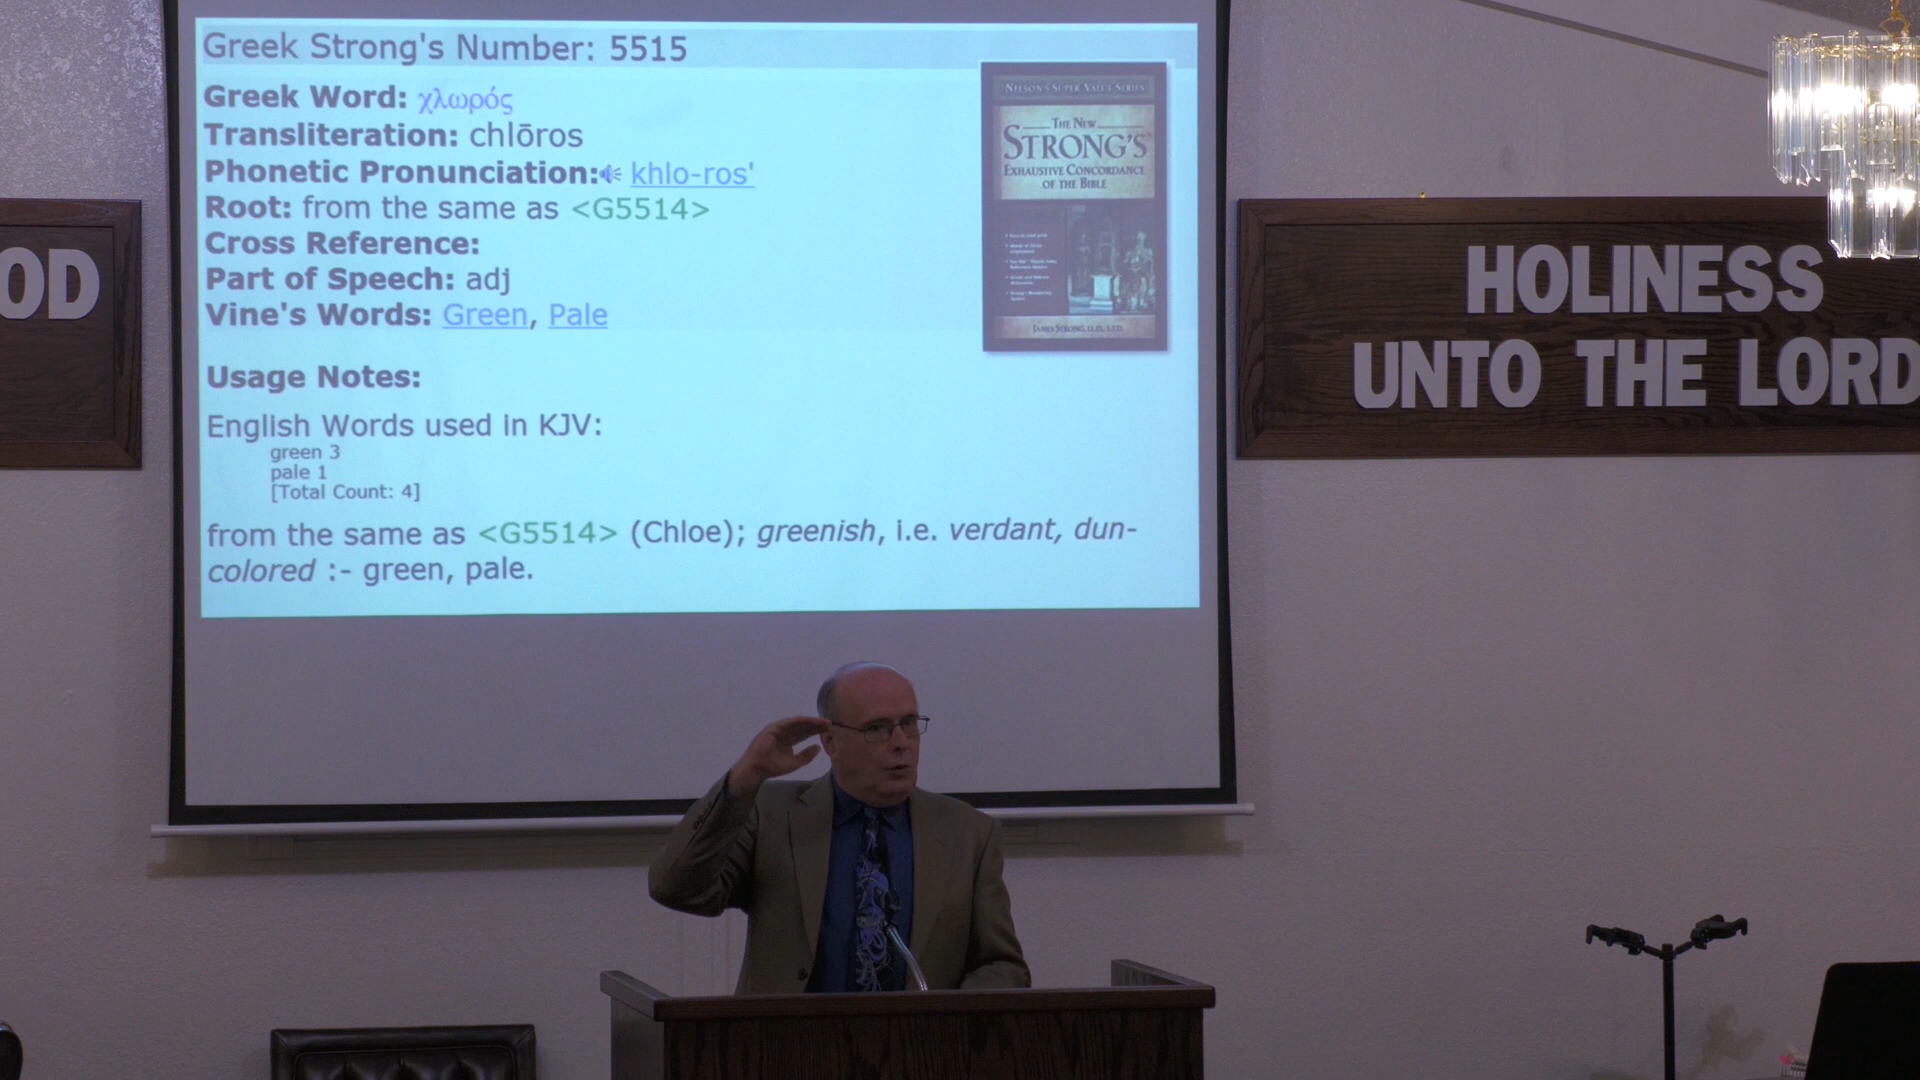 Greek Strong's Number: 5515
Greek Word: χλωρός
Transliteration: chlōros
Phonetic Pronunciation: khlo-ros'
Root: from the same as <G5514>
Cross Reference:
Part of Speech: adj
Vine's Words: Green, Pale
Usage Notes:
English Words used in KJV:
green 3
pale 1
[Total Count: 4]
from the same as <G5514> (Chloe); greenish, i.e. verdant, dun-
colored :- green, pale.
NELSON'S SUPER VALUE SERIES
THE NEW
STRONG'S
EXHAUSTIVE CONCORDANCE
OF THE BIBLE
JAMES STRONG, LL.D., S.T.D.
OD
HOLINESS
UNTO THE LORD